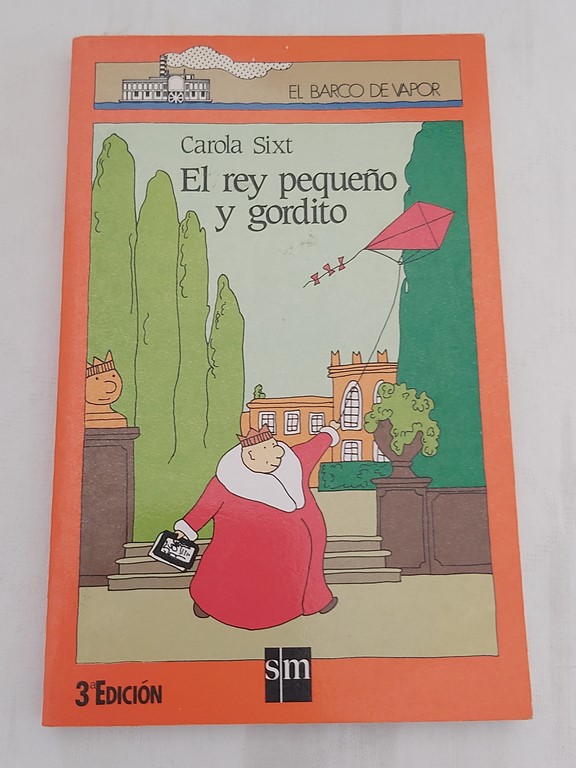 EL BARCO DE VAPOR
Carola Sixt
El rey pequeño
y gordito
sm
3ª EDICIÓN